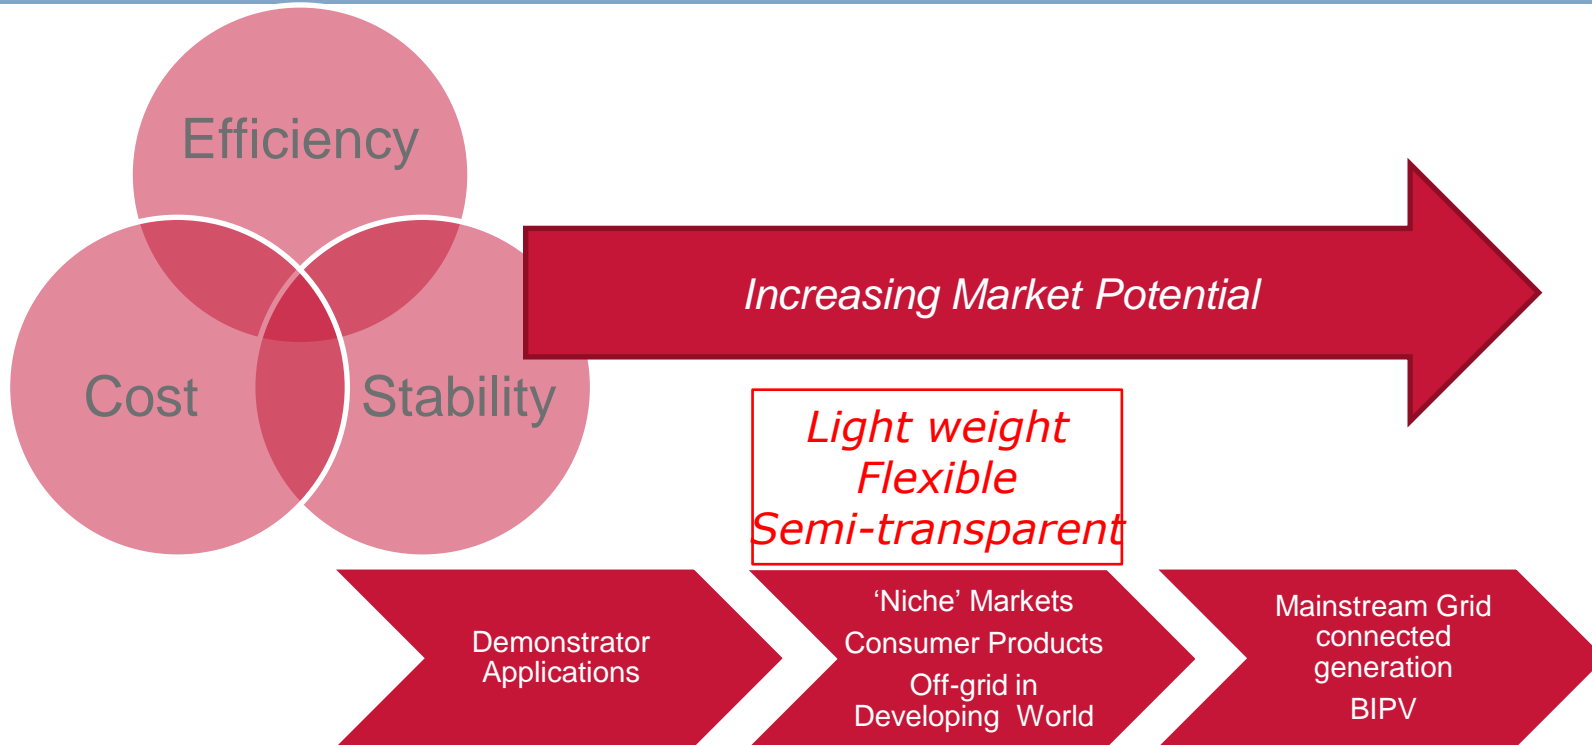 Efficiency
Cost
Stability
Increasing Market Potential
Light weight
Flexible
Semi-transparent
Demonstrator
Applications
‘Niche’ Markets
Consumer Products
Off-grid in
Developing World
Mainstream Grid
connected
generation
BIPV